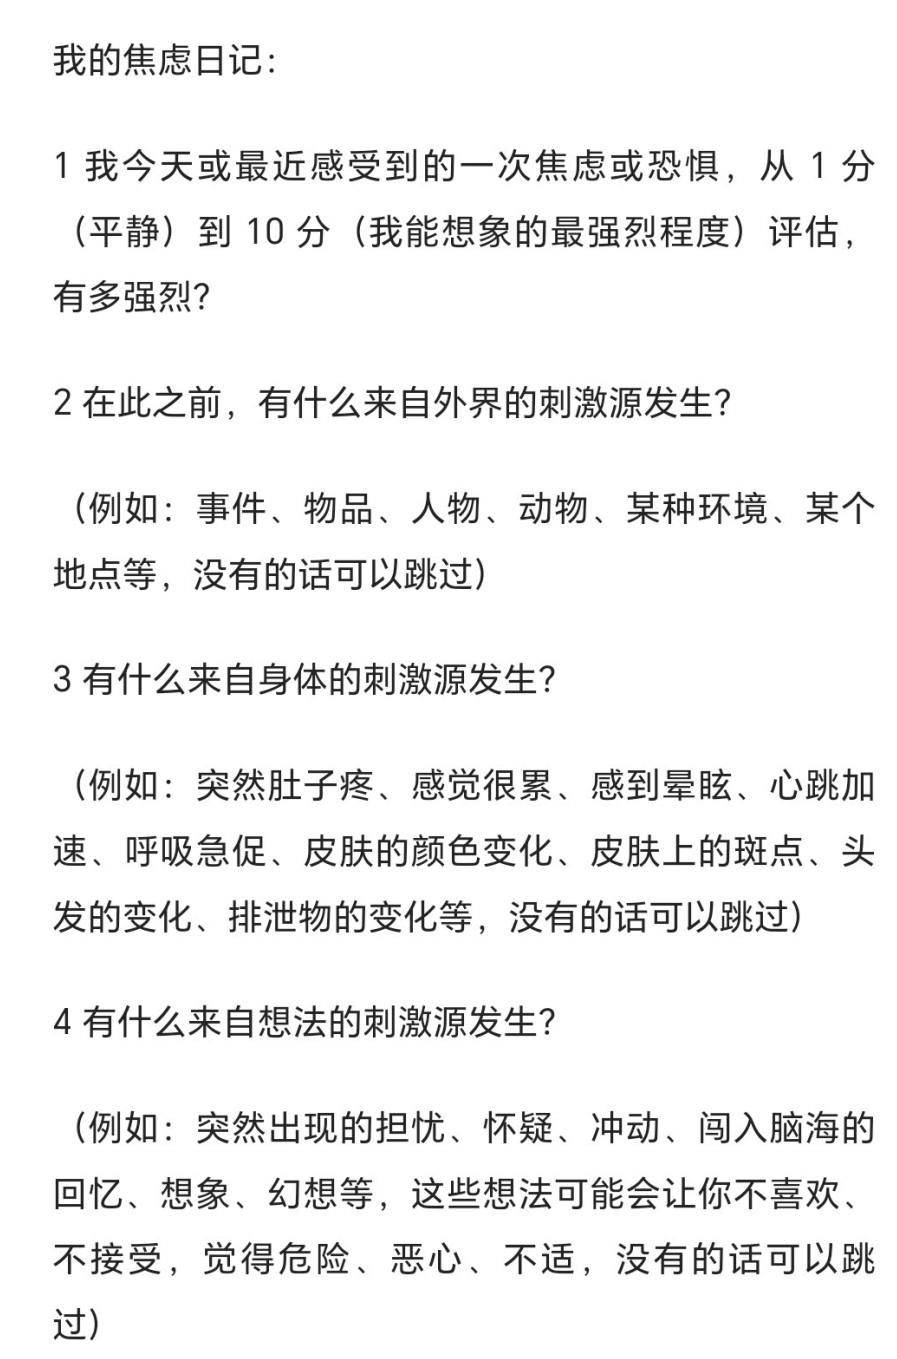 我的焦虑日记：
1 我今天或最近感受到的一次焦虑或恐惧，从 1 分
（平静）到 10 分（我能想象的最强烈程度）评估，
有多强烈？
2 在此之前，有什么来自外界的刺激源发生？
（例如：事件、物品、人物、动物、某种环境、某个
地点等，没有的话可以跳过）
3 有什么来自身体的刺激源发生？
（例如：突然肚子疼、感觉很累、感到晕眩、心跳加
速、呼吸急促、皮肤的颜色变化、皮肤上的斑点、头
发的变化、排泄物的变化等，没有的话可以跳过）
4 有什么来自想法的刺激源发生？
（例如：突然出现的担忧、怀疑、冲动、闯入脑海的
回忆、想象、幻想等，这些想法可能会让你不喜欢、
不接受，觉得危险、恶心、不适，没有的话可以跳
过）